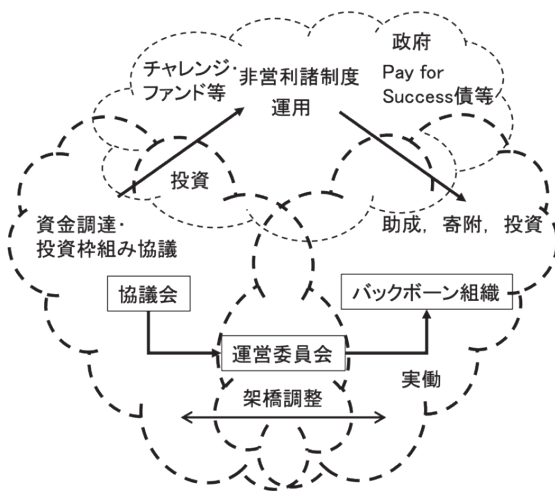 政府
チャレンジ・
ファンド等
非営利諸制度
運用
Pay for
Success債等
投資
資金調達・
投資枠組み協議
助成，寄附，投資
協議会
バックボーン組織
運営委員会
実働
架橋調整